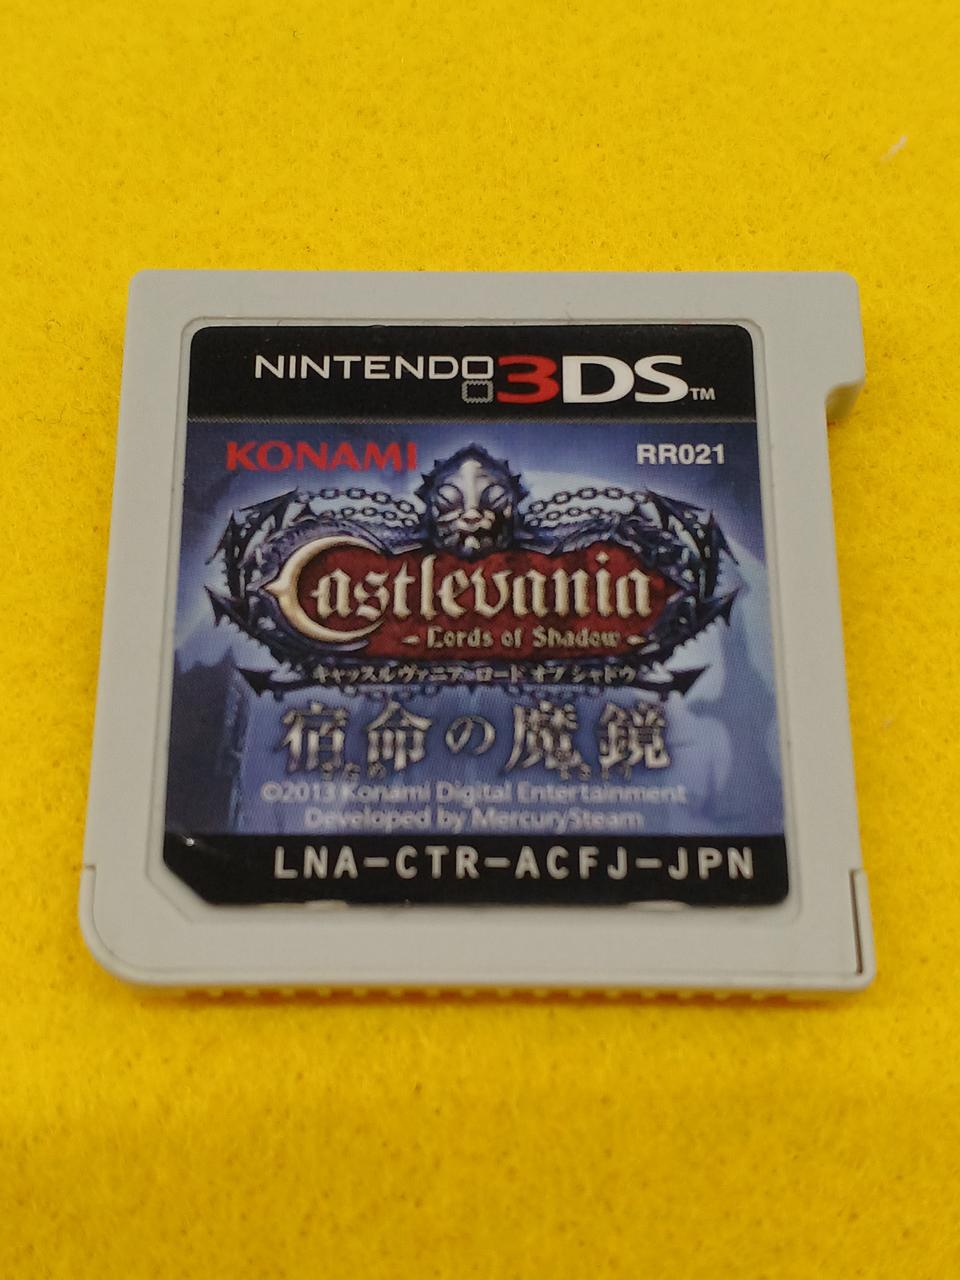 NINTENDO 3DS™
KONAMI RR021
Castlevania
- Lords of Shadow -
キャッスルヴァニア ロード オブ シャドウ
宿命の魔鏡
©2013 Konami Digital Entertainment
Developed by MercurySteam
LNA-CTR-ACFJ-JPN